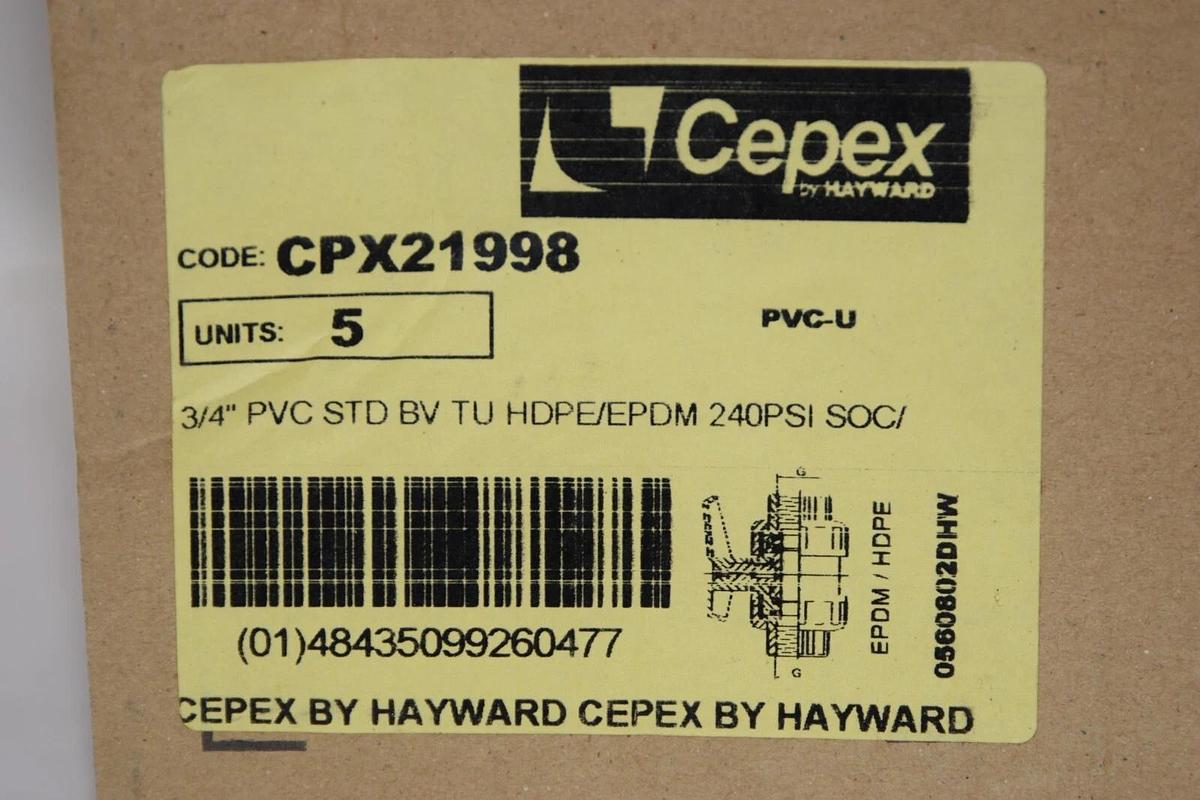 Cepex
by HAYWARD
CODE: CPX21998
UNITS: 5
PVC-U
3/4" PVC STD BV TU HDPE/EPDM 240PSI SOC/
G
G
EPDM / HDPE
0560802DHW
(01)48435099260477
CEPEX BY HAYWARD CEPEX BY HAYWARD